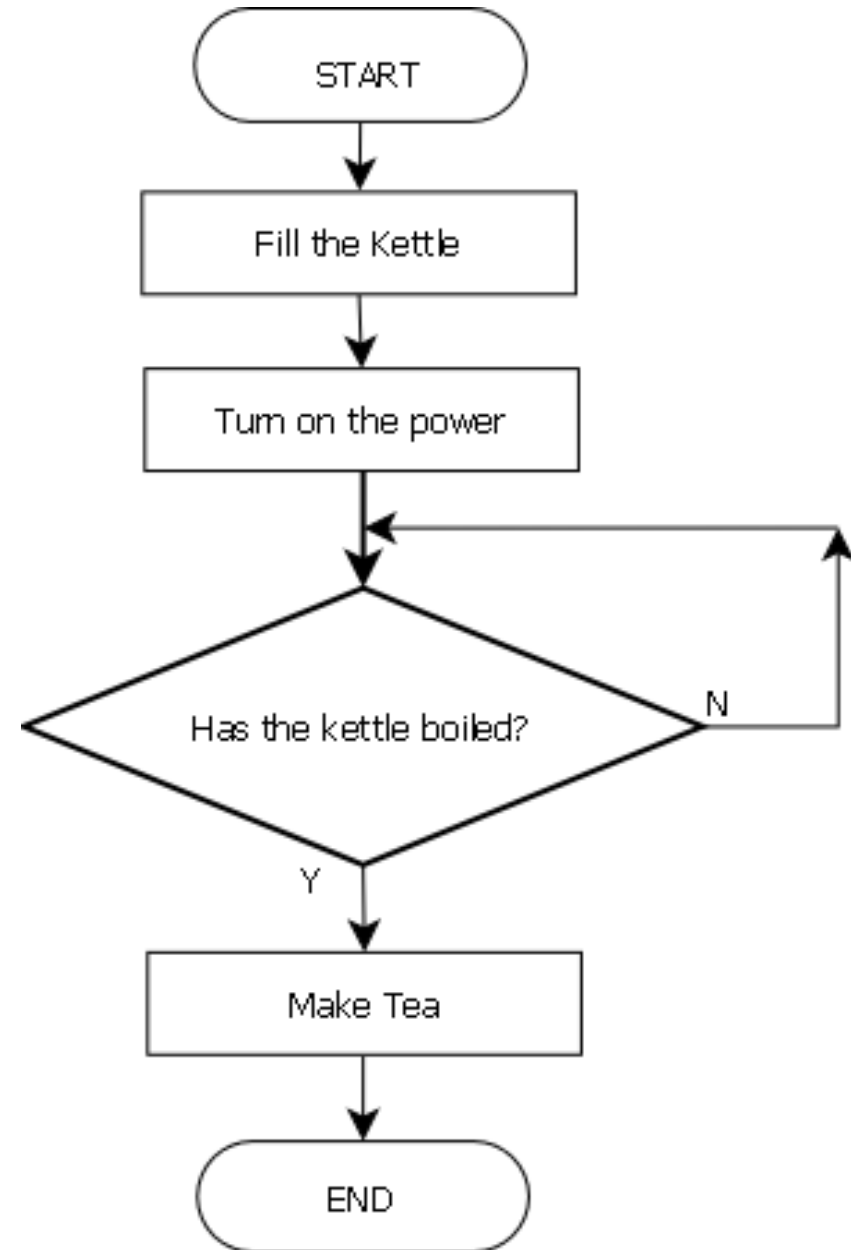 START
Fill the Kettle
Turn on the power
Has the kettle boiled?
N
Y
Make Tea
END